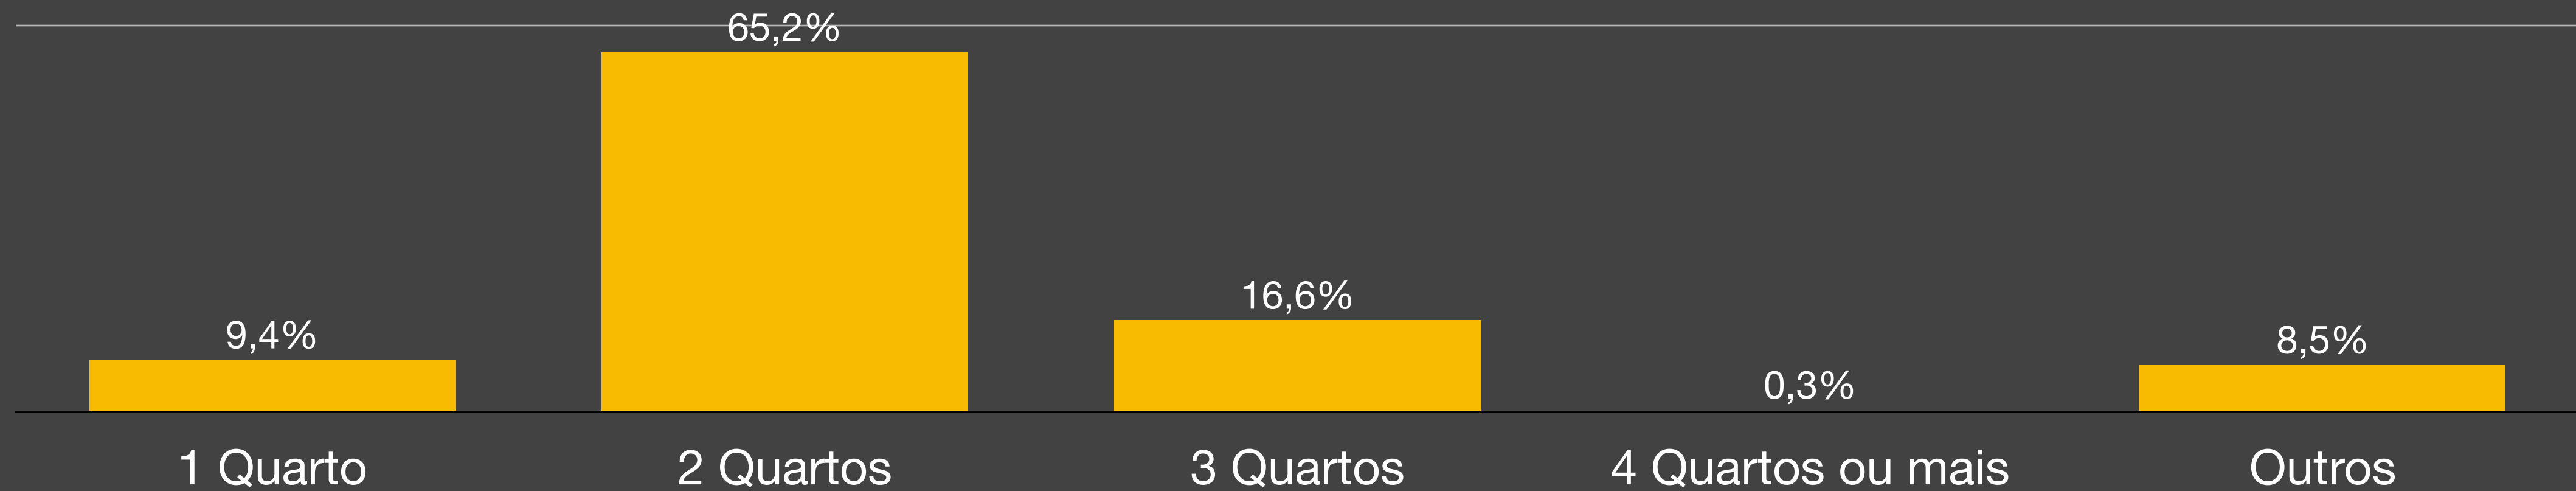 65,2%
16,6%
9,4%
8,5%
0,3%
1 Quarto
2 Quartos
3 Quartos
4 Quartos ou mais
Outros